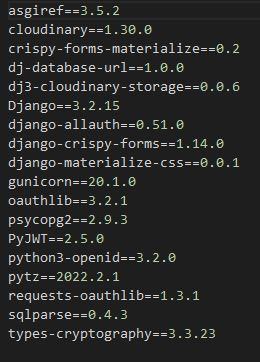 asgiref==3.5.2
cloudinary==1.30.0
crispy-forms-materialize==0.2
dj-database-url==1.0.0
dj3-cloudinary-storage==0.0.6
Django==3.2.15
django-allauth==0.51.0
django-crispy-forms==1.14.0
django-materialize-css==0.0.1
gunicorn==20.1.0
oauthlib==3.2.1
psycopg2==2.9.3
PyJWT==2.5.0
python3-openid==3.2.0
pytz==2022.2.1
requests-oauthlib==1.3.1
sqlparse==0.4.3
types-cryptography==3.3.23